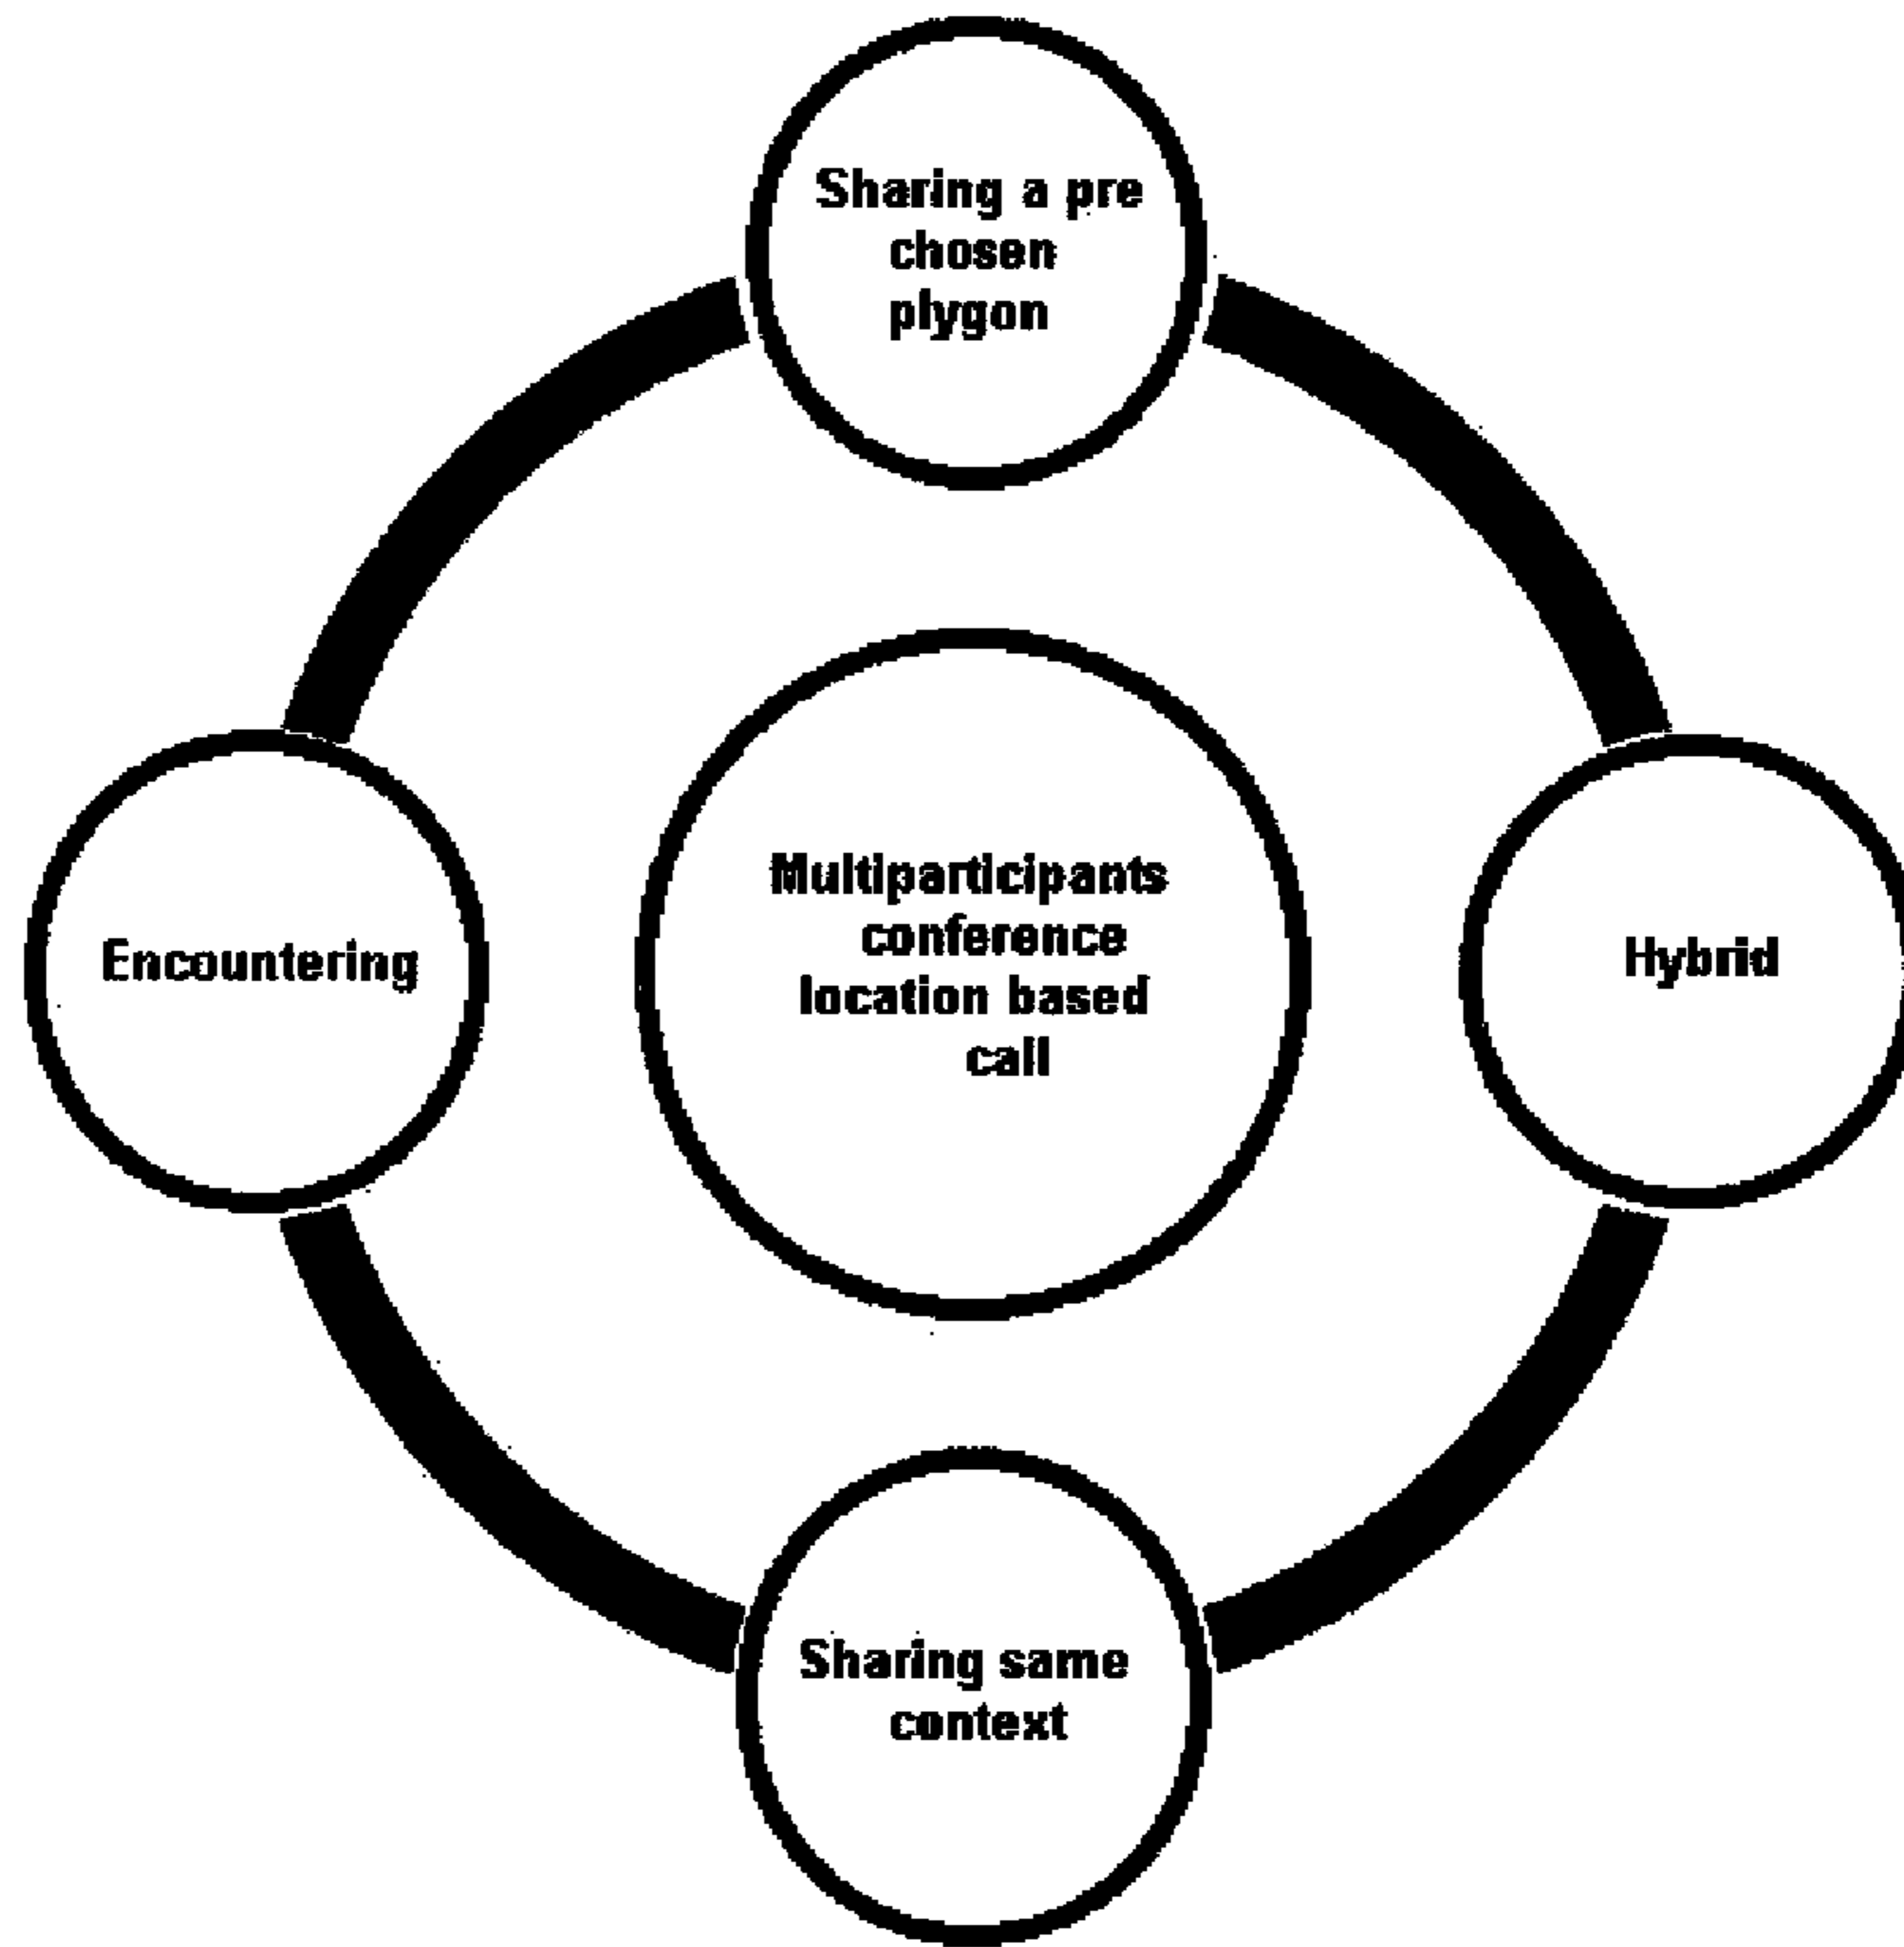 Sharing a pre
chosen
plygon
Encountering
Multiparticipants
conference
location based
call
Hybrid
Sharing same
context